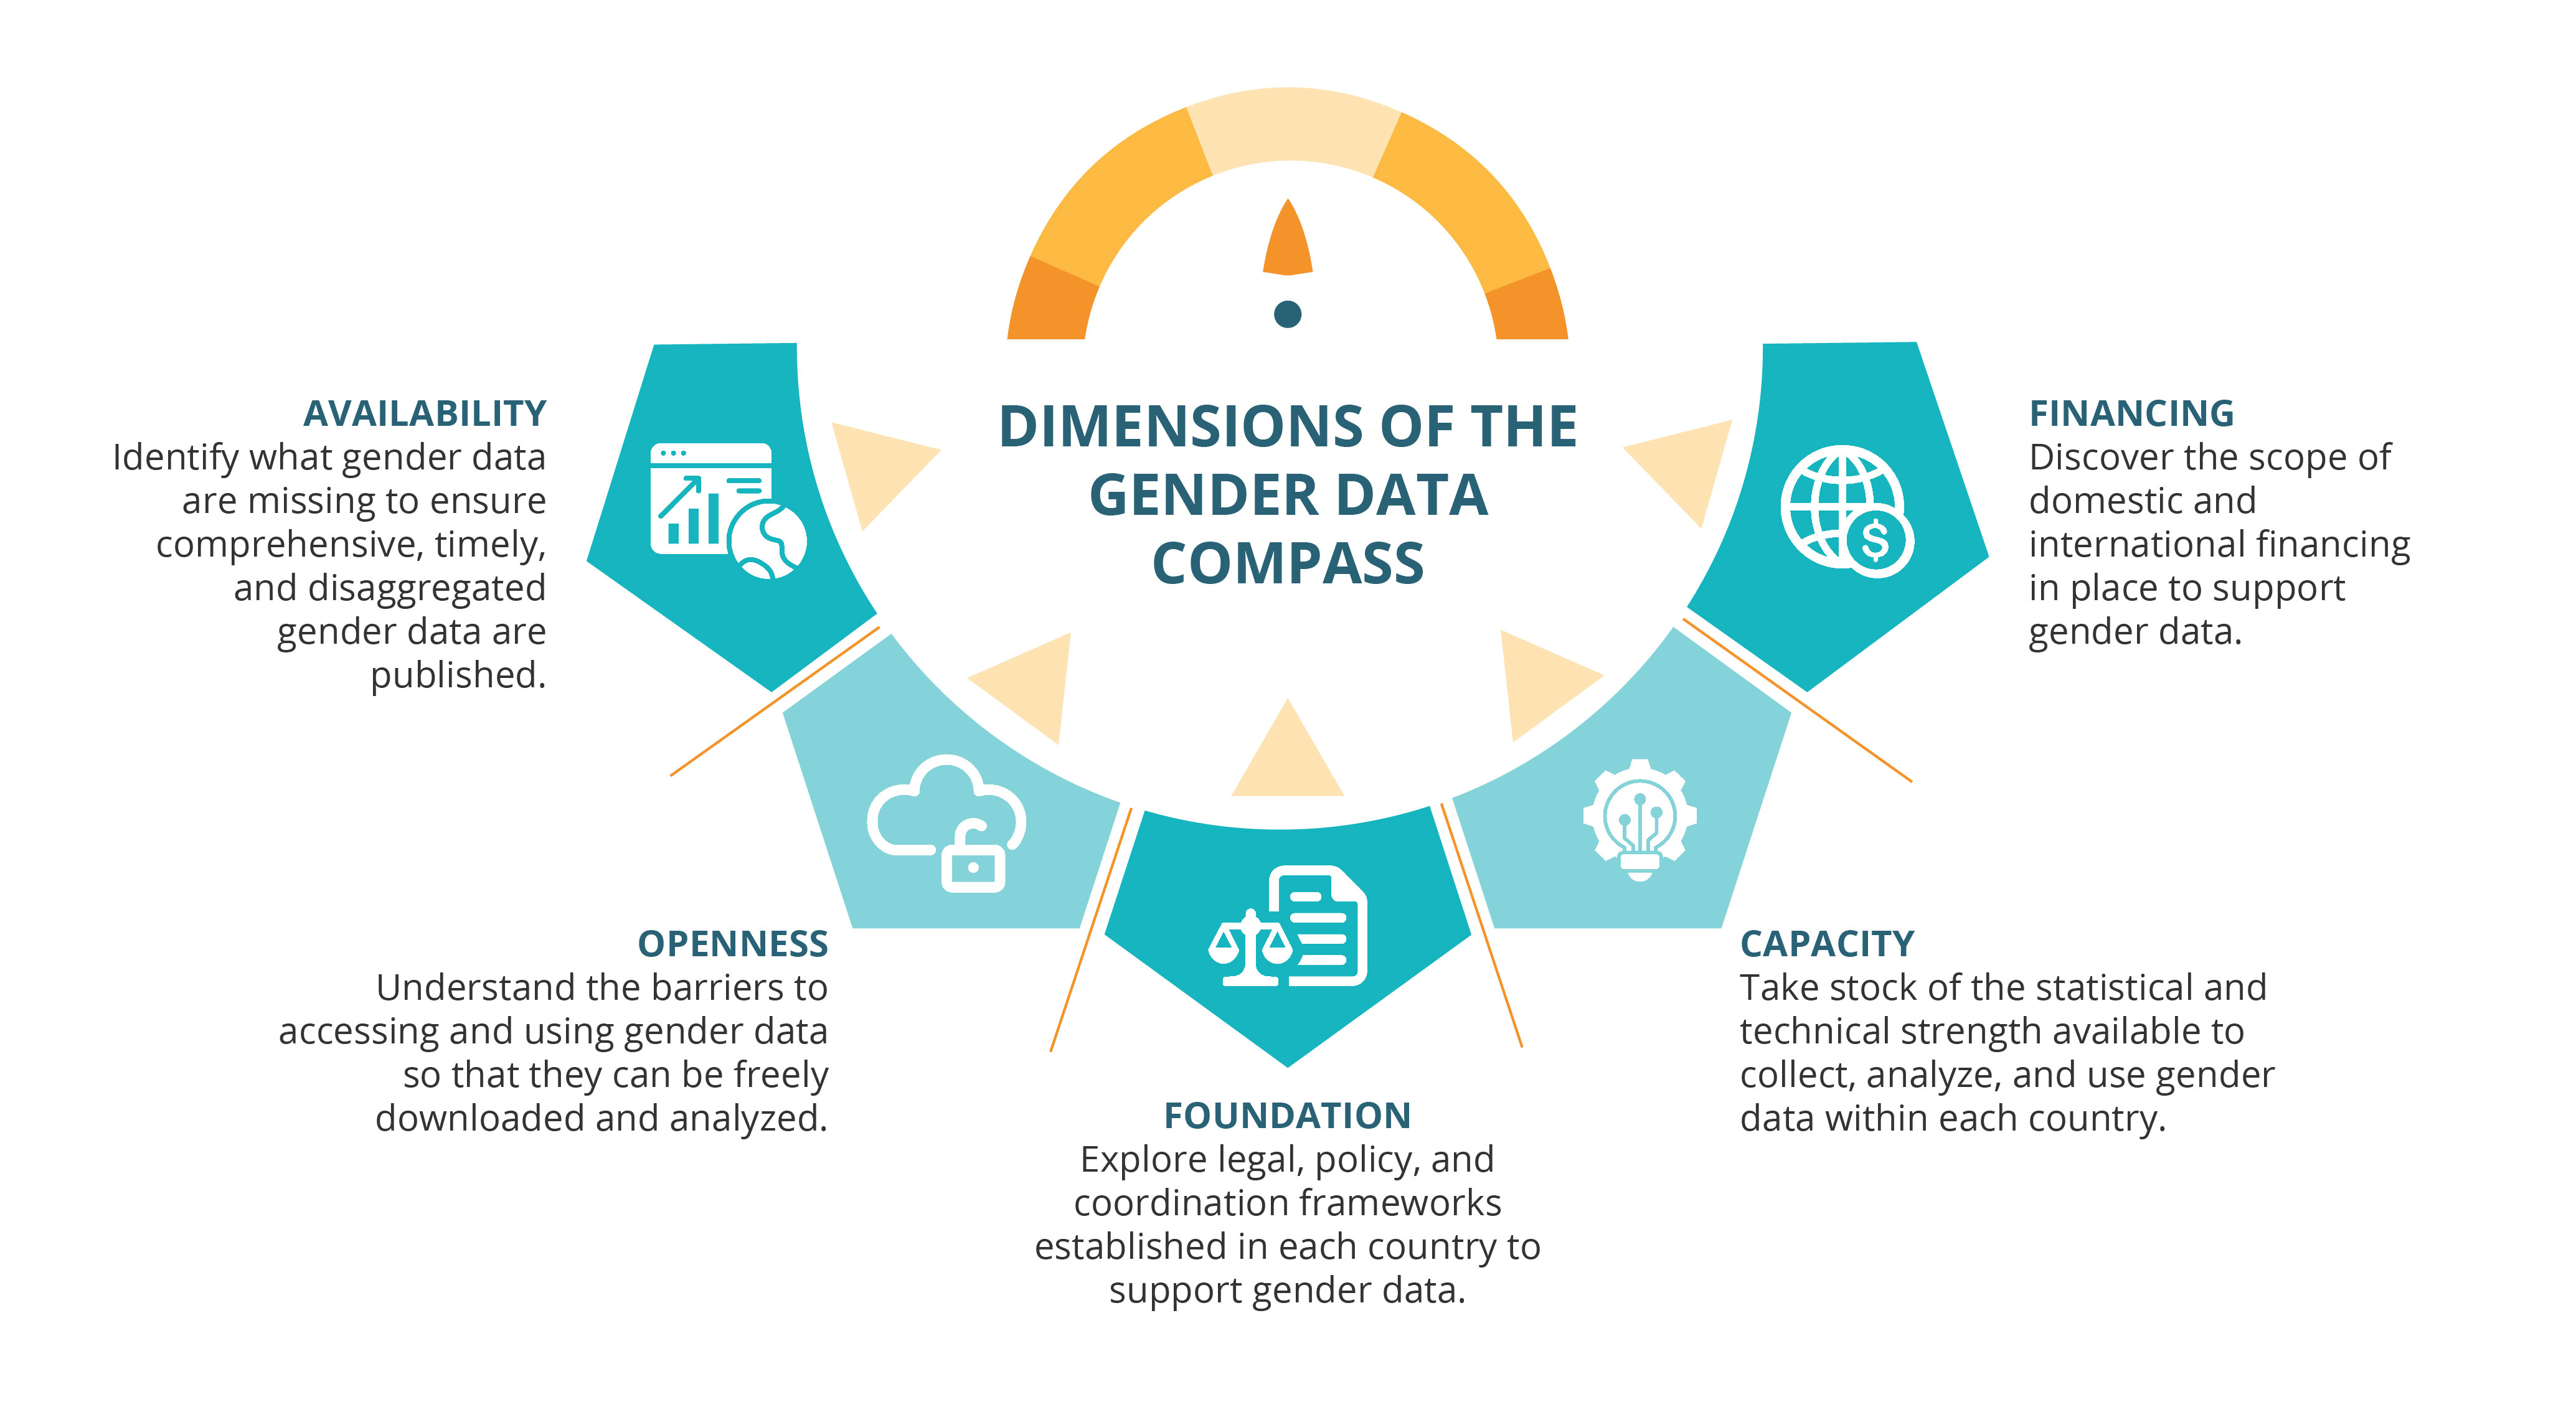 DIMENSIONS OF THE
GENDER DATA
COMPASS
AVAILABILITY
Identify what gender data
are missing to ensure
comprehensive, timely,
and disaggregated
gender data are
published.
OPENNESS
Understand the barriers to
accessing and using gender data
so that they can be freely
downloaded and analyzed.
FOUNDATION
Explore legal, policy, and
coordination frameworks
established in each country to
support gender data.
CAPACITY
Take stock of the statistical and
technical strength available to
collect, analyze, and use gender
data within each country.
FINANCING
Discover the scope of
domestic and
international financing
in place to support
gender data.
$